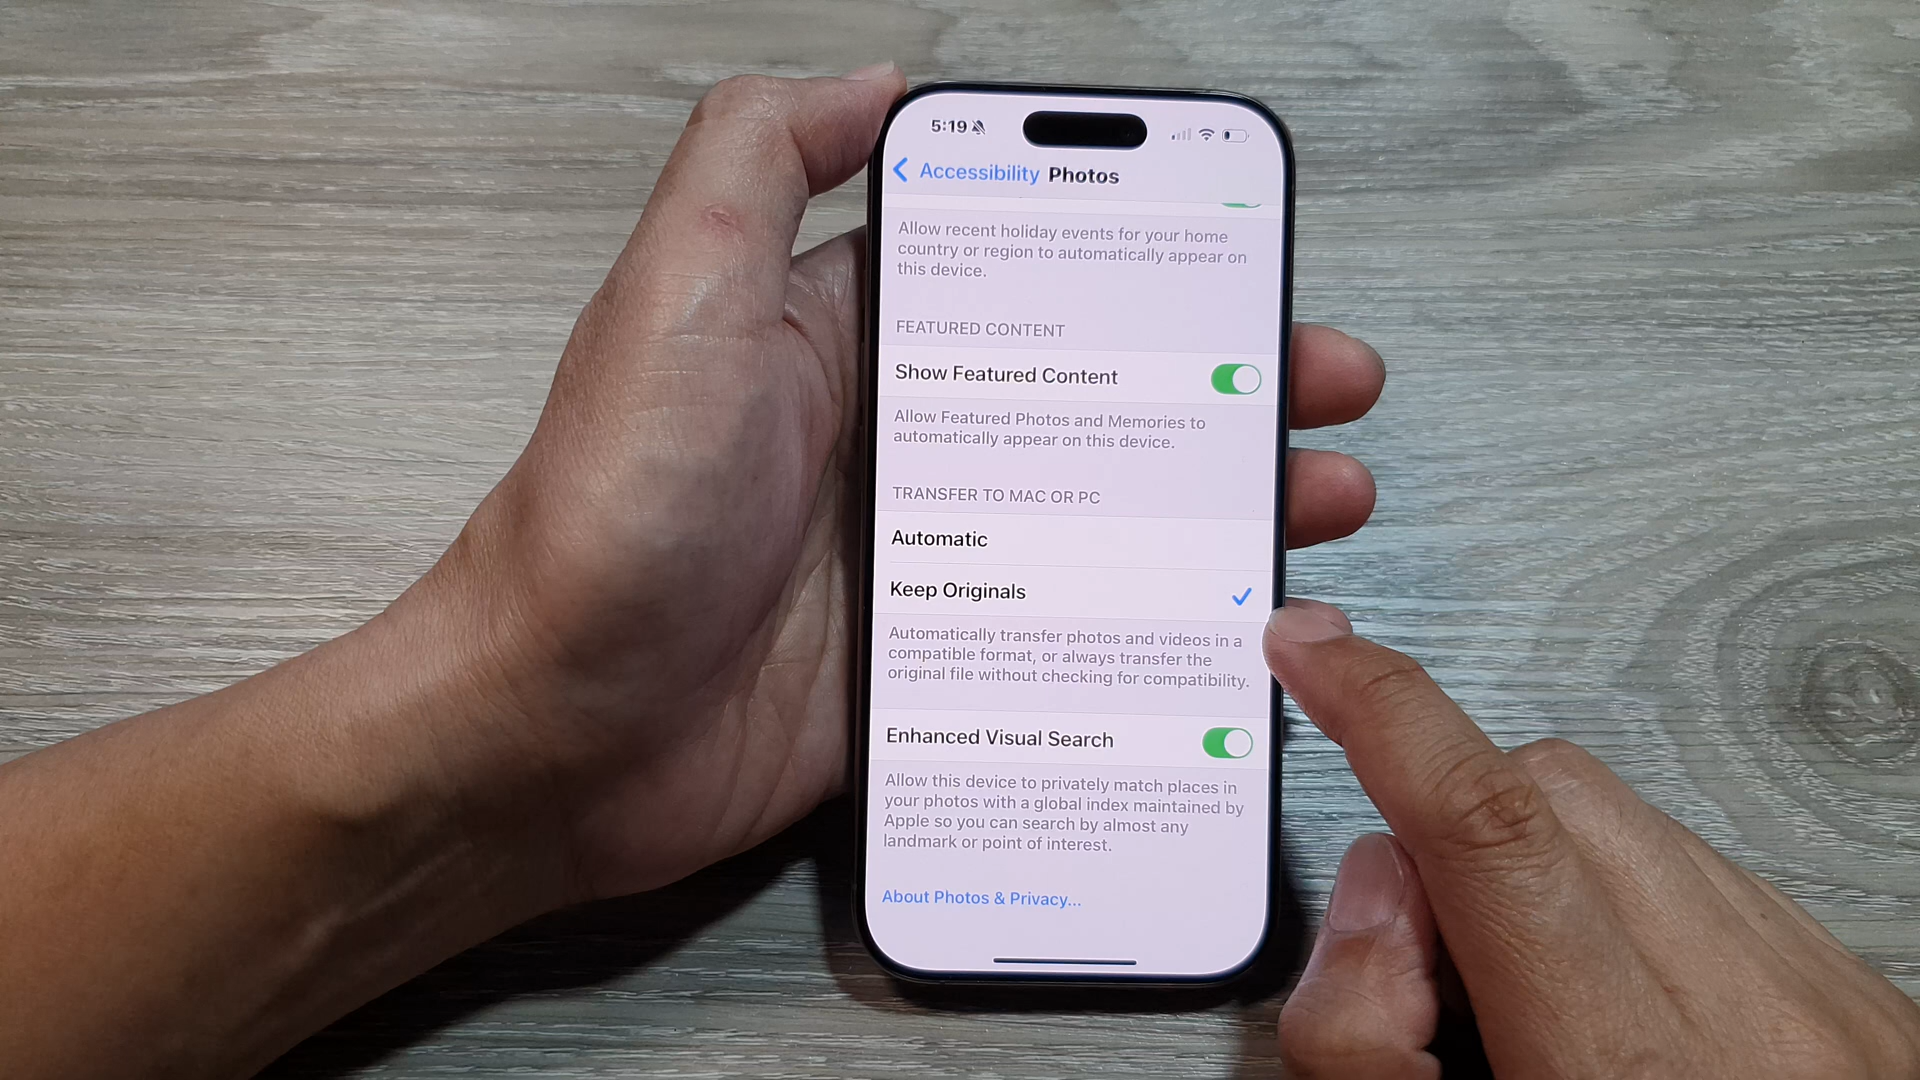 5:19
Accessibility Photos
Allow recent holiday events for your home
country or region to automatically appear on
this device.
FEATURED CONTENT
Show Featured Content
Allow Featured Photos and Memories to
automatically appear on this device.
TRANSFER TO MAC OR PC
Automatic
Keep Originals
Automatically transfer photos and videos in a
compatible format, or always transfer the
original file without checking for compatibility.
Enhanced Visual Search
Allow this device to privately match places in
your photos with a global index maintained by
Apple so you can search by almost any
landmark or point of interest.
About Photos & Privacy...